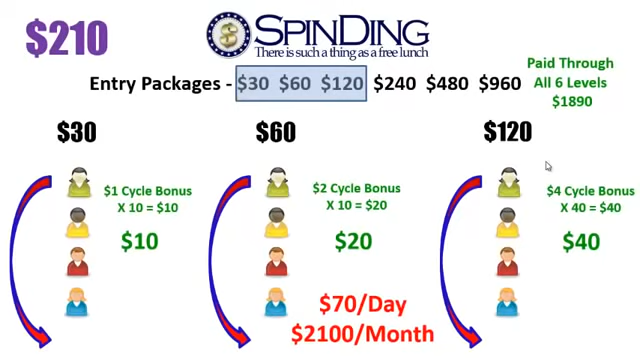 $210
SPINDING
There is such a thing as a free lunch
Entry Packages - $30 $60 $120 $240 $480 $960
Paid Through
All 6 Levels
$1890
$30
$1 Cycle Bonus
X 10 = $10
$10
$60
$2 Cycle Bonus
X 10 = $20
$20
$120
$4 Cycle Bonus
X 40 = $40
$40
$70/Day
$2100/Month